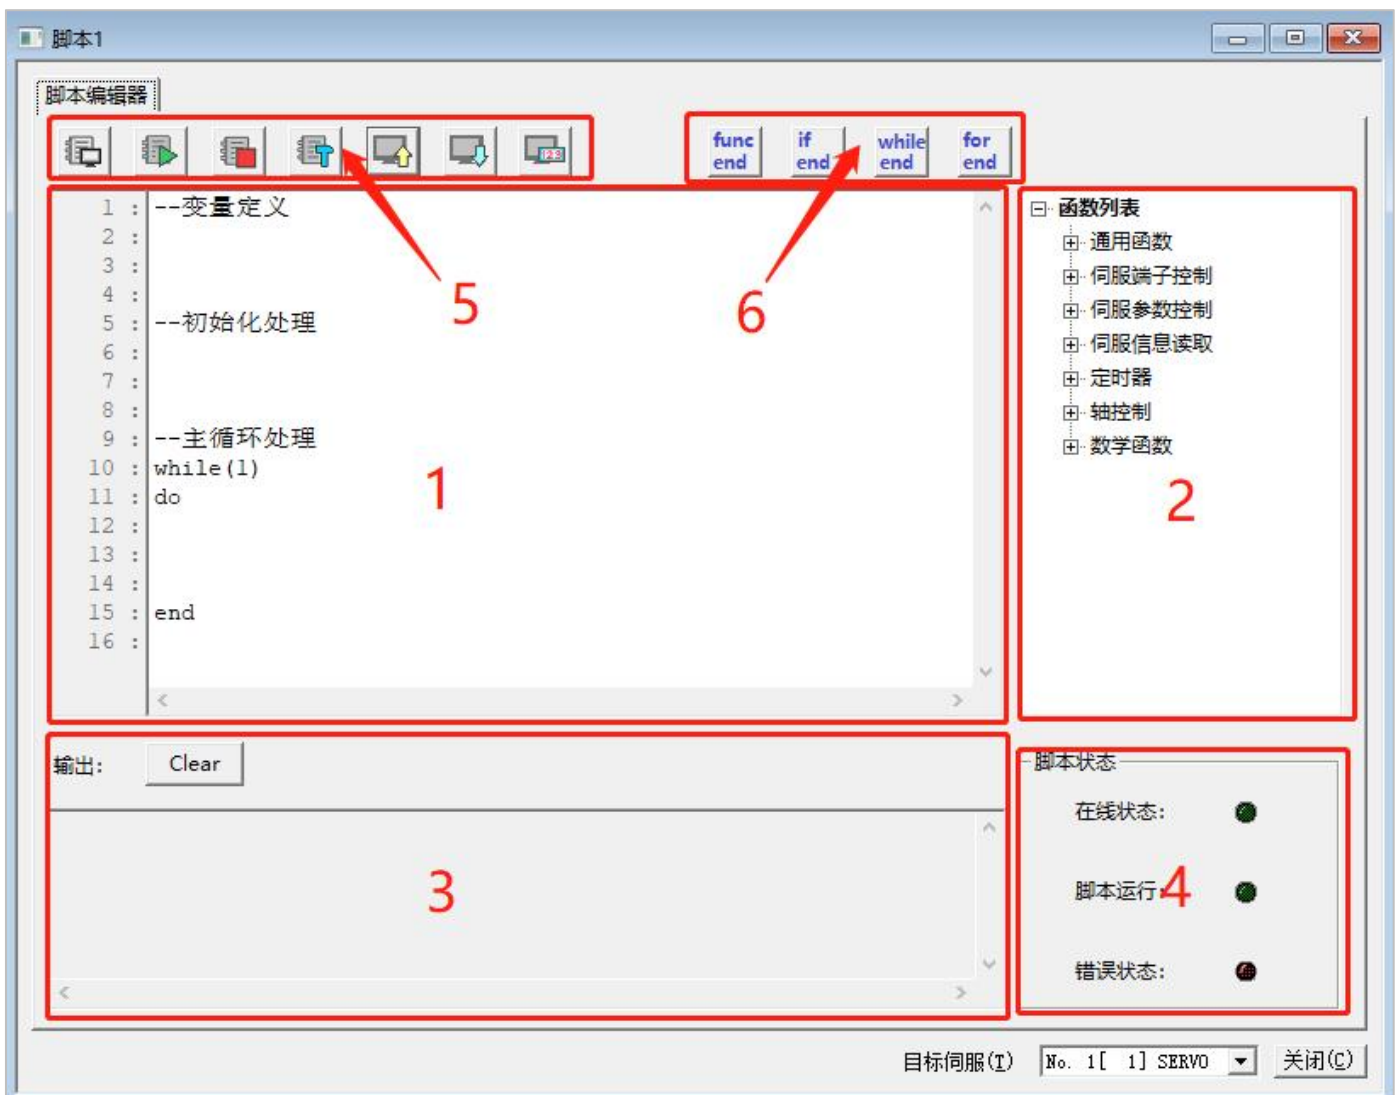 脚本1
脚本编辑器
func end
if end
while end
for end
5
6
1 : --变量定义
2 :
3 :
4 :
5 : --初始化处理
6 :
7 :
8 :
9 : --主循环处理
10 : while(1)
11 : do
12 :
13 :
14 :
15 : end
16 :
1
函数列表
通用函数
伺服端子控制
伺服参数控制
伺服信息读取
定时器
轴控制
数学函数
2
输出: Clear
3
脚本状态
在线状态:
脚本运行:
错误状态:
4
目标伺服(T) No. 1[ 1] SERVO 关闭(C)